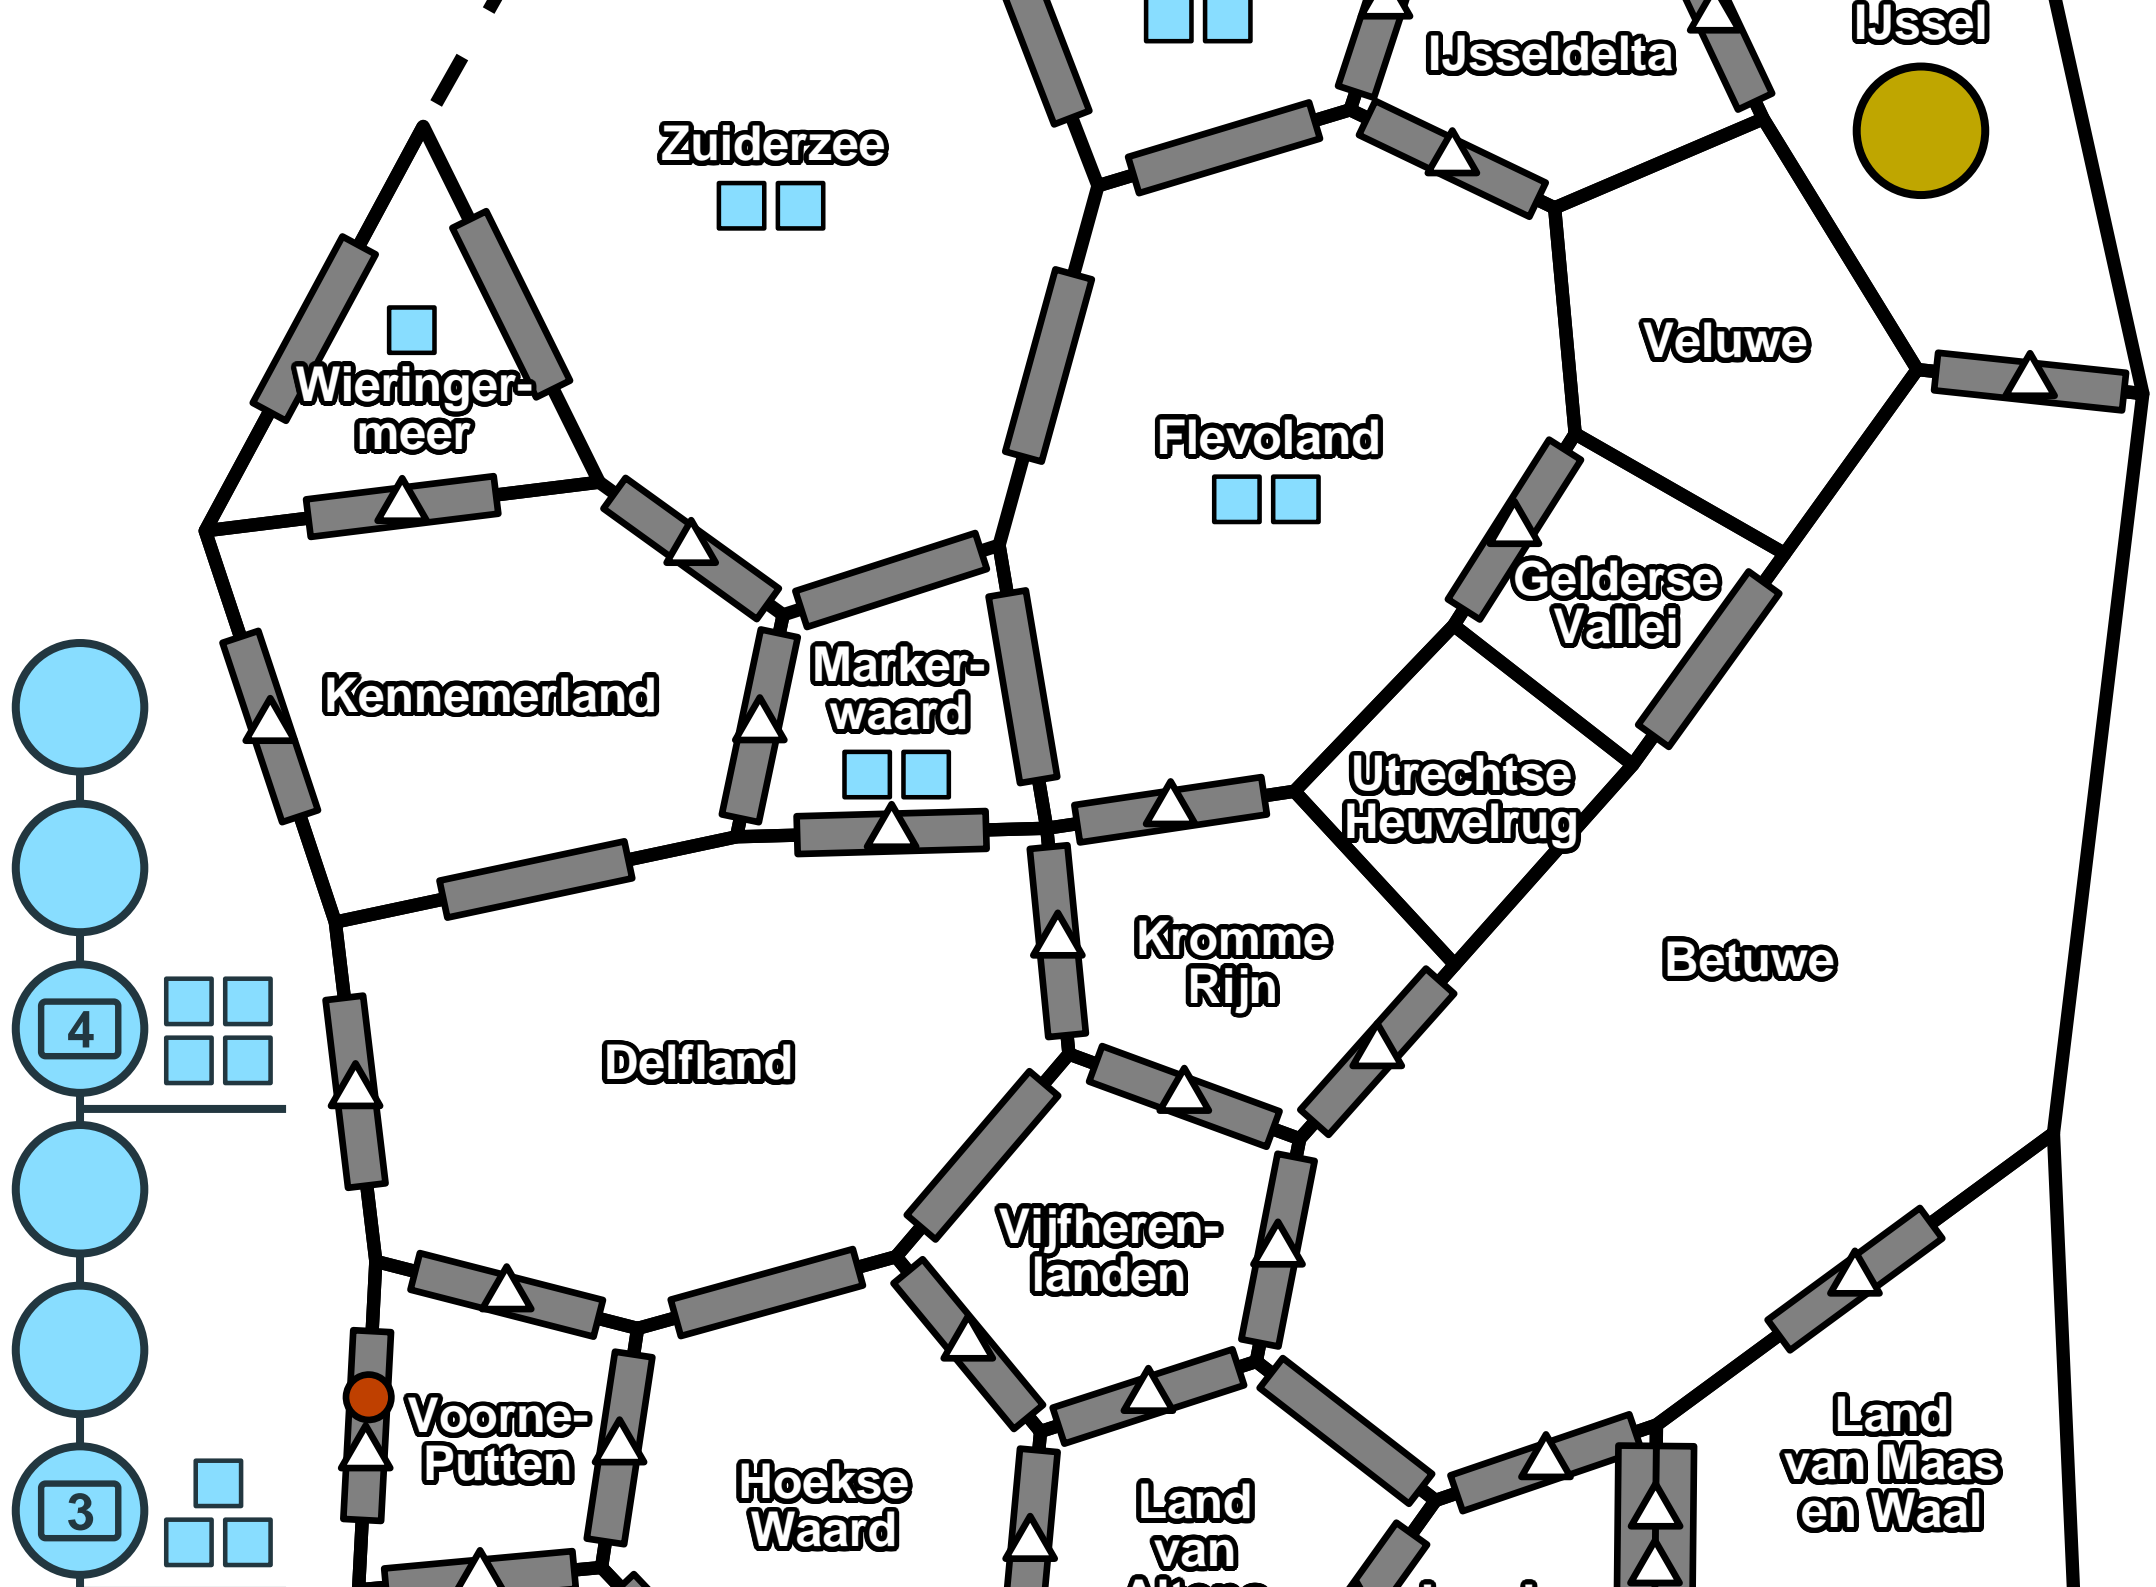 IJssel
IJsseldelta
Zuiderzee
Veluwe
Wieringer-
meer
Flevoland
Gelderse
Vallei
Kennemerland
Marker-
waard
Utrechtse
Heuvelrug
Kromme
Rijn
Betuwe
4
Delfland
Vijfheren-
landen
Voorne-
Putten
Hoekse
Waard
Land
van
Land
van Maas
en Waal
3